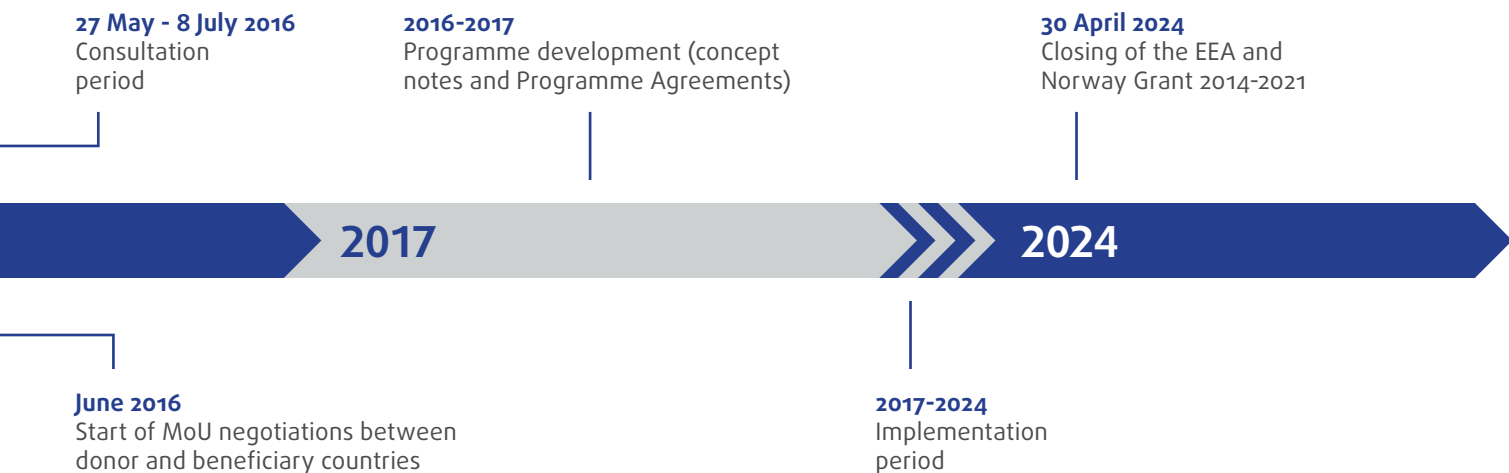 27 May - 8 July 2016
Consultation
period
2016-2017
Programme development (concept
notes and Programme Agreements)
30 April 2024
Closing of the EEA and
Norway Grant 2014-2021
2017
2024
June 2016
Start of MoU negotiations between
donor and beneficiary countries
2017-2024
Implementation
period